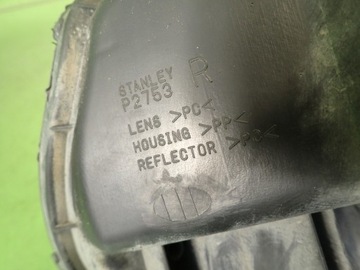 STANLEY
P2753 R
LENS >PC<
HOUSING >PP<
REFLECTOR >PC<